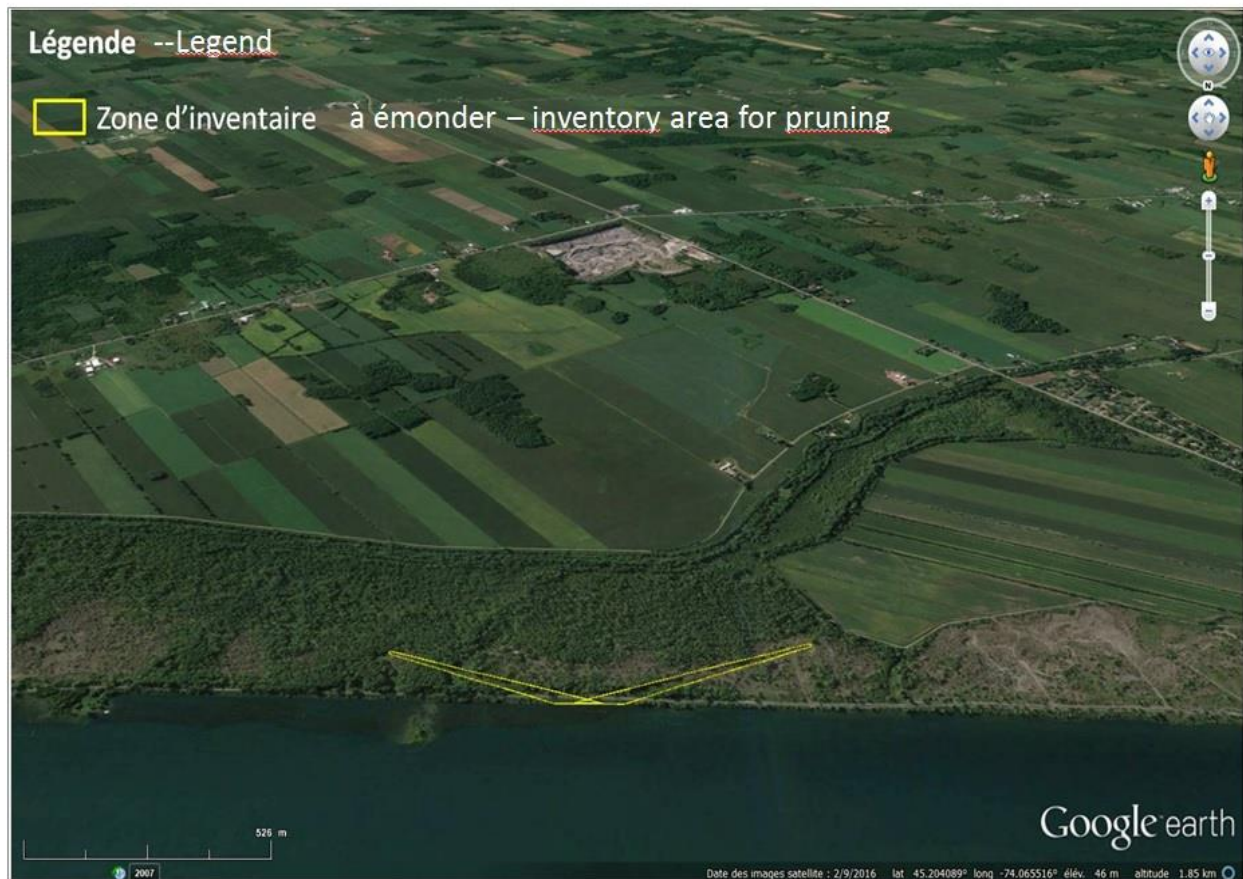 Légende --Legend
Zone d'inventaire à émonder – inventory area for pruning
N
526 m
Google earth
2007
Date des images satellite : 2/9/2016 lat 45.204089° long -74.065516° élév. 46 m altitude 1.85 km